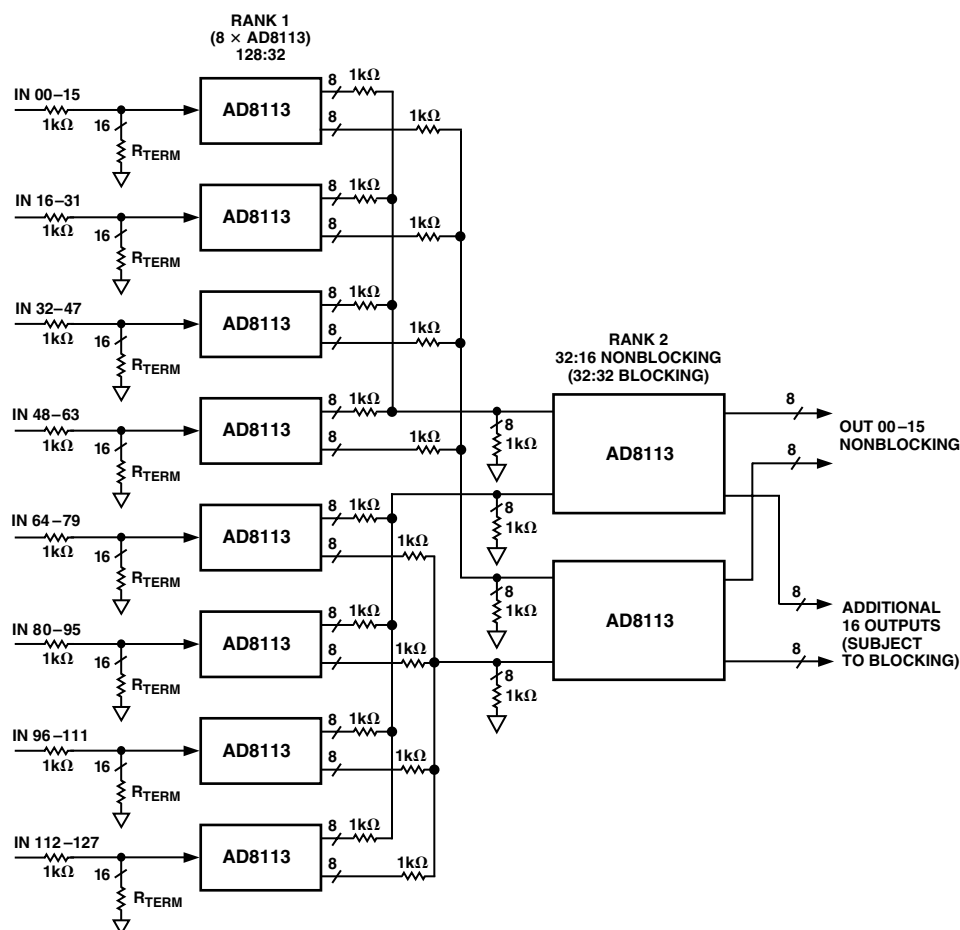 RANK 1
(8 × AD8113)
128:32
IN 00–15
1kΩ
16
RTERM
AD8113
8
1kΩ
8
1kΩ
IN 16–31
1kΩ
16
RTERM
AD8113
8
1kΩ
8
1kΩ
IN 32–47
1kΩ
16
RTERM
AD8113
8
1kΩ
8
1kΩ
IN 48–63
1kΩ
16
RTERM
AD8113
8
1kΩ
8
1kΩ
IN 64–79
1kΩ
16
RTERM
AD8113
8
1kΩ
8
1kΩ
IN 80–95
1kΩ
16
RTERM
AD8113
8
1kΩ
8
1kΩ
IN 96–111
1kΩ
16
RTERM
AD8113
8
1kΩ
8
1kΩ
IN 112–127
1kΩ
16
RTERM
AD8113
8
1kΩ
8
1kΩ
RANK 2
32:16 NONBLOCKING
(32:32 BLOCKING)
8
1kΩ
8
1kΩ
AD8113
8
1kΩ
8
1kΩ
AD8113
8
8
OUT 00–15
NONBLOCKING
8
8
ADDITIONAL
16 OUTPUTS
(SUBJECT
TO BLOCKING)